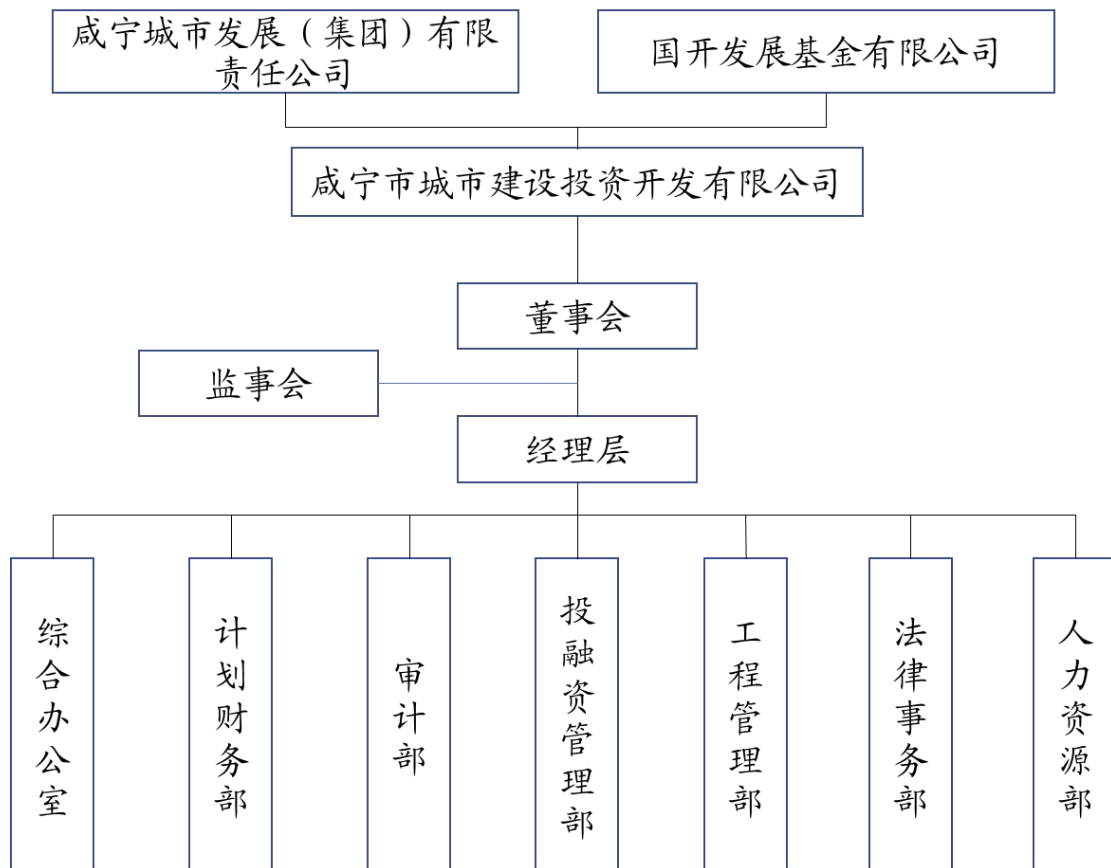 咸宁城市发展（集团）有限
责任公司
国开发展基金有限公司
咸宁市城市建设投资开发有限公司
董事会
监事会
经理层
综合办公室
计划财务部
审计部
投融资管理部
工程管理部
法律事务部
人力资源部